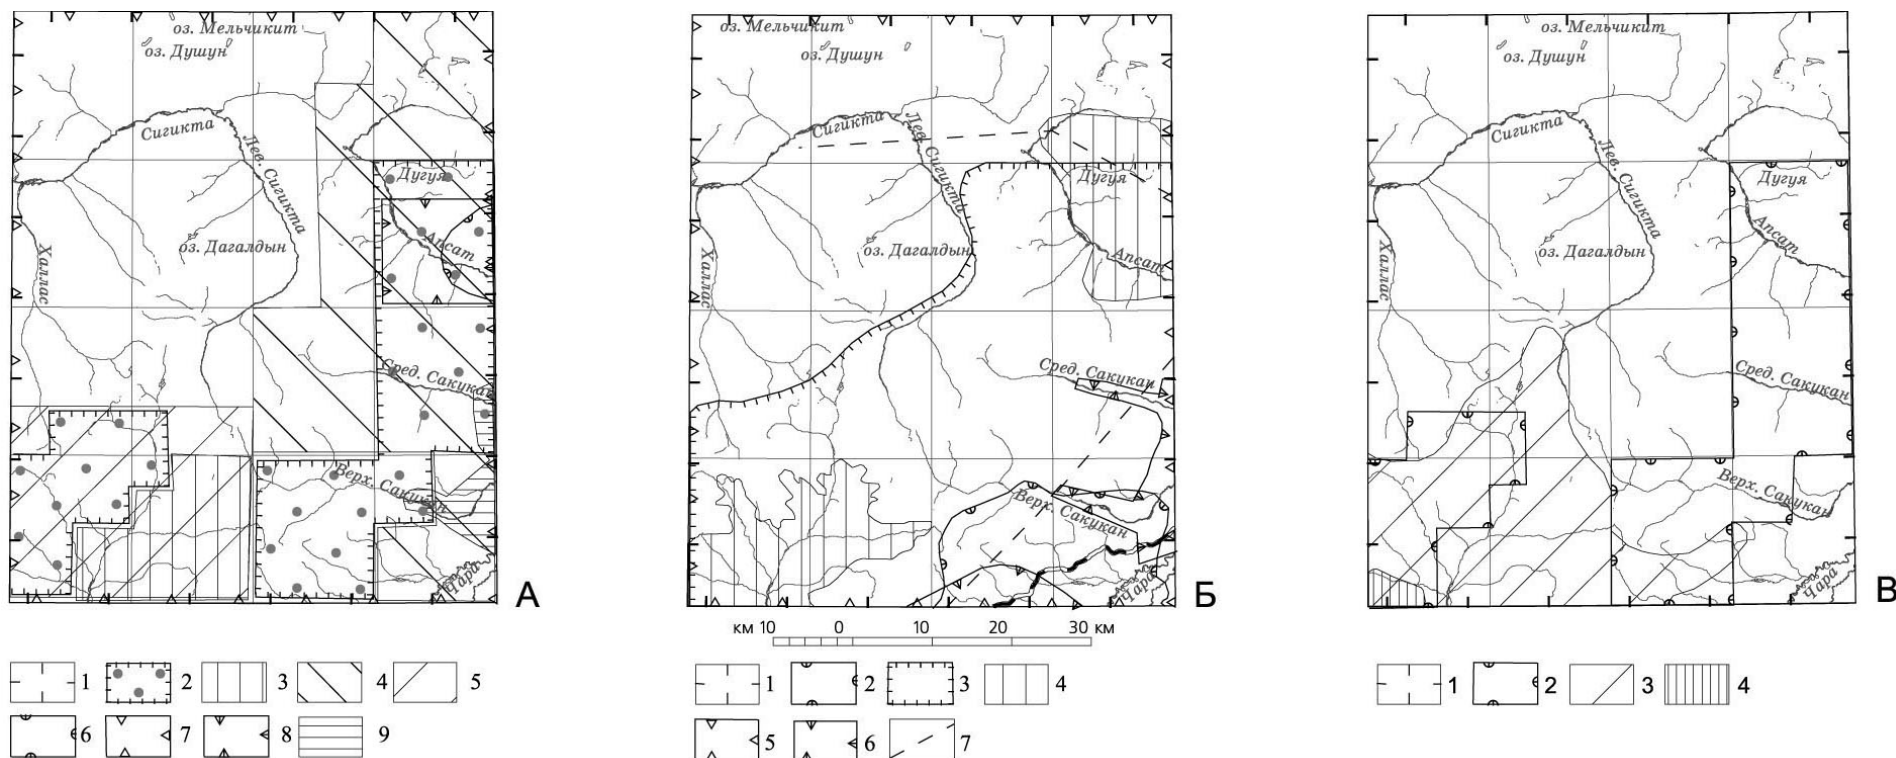 оз. Мельчикит
оз. Душун
Сигикта
Лев. Сигикта
Дугуя
Халлас
оз. Дагалдын
Апсат
Сред. Сакукан
Верх. Сакукан
Чара
А
оз. Мельчикит
оз. Душун
Сигикта
Лев. Сигикта
Дугуя
Халлас
оз. Дагалдын
Апсат
Сред. Сакукан
Верх. Сакукан
Чара
Б
оз. Мельчикит
оз. Душун
Сигикта
Лев. Сигикта
Дугуя
Халлас
оз. Дагалдын
Апсат
Сред. Сакукан
Верх. Сакукан
Чара
В
км 10 0 10 20 30 км
1 2 3 4 5
6 7 8 9
1 2 3 4
5 6 7
1 2 3 4